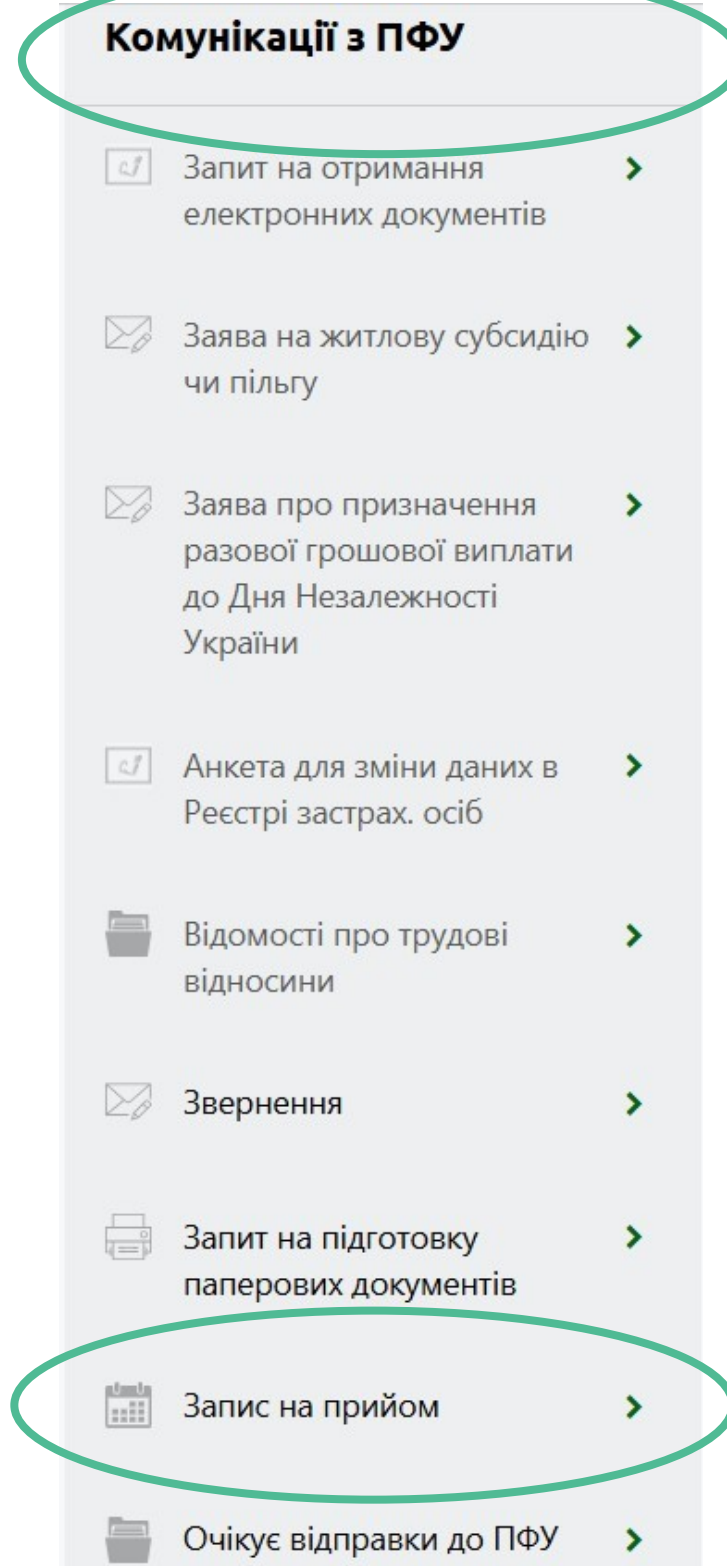 Комунікації з ПФУ
Запит на отримання
електронних документів
Заява на житлову субсидію
чи пільгу
Заява про призначення
разової грошової виплати
до Дня Незалежності
України
Анкета для зміни даних в
Реєстрі застрах. осіб
Відомості про трудові
відносини
Звернення
Запит на підготовку
паперових документів
Запис на прийом
Очікує відправки до ПФУ